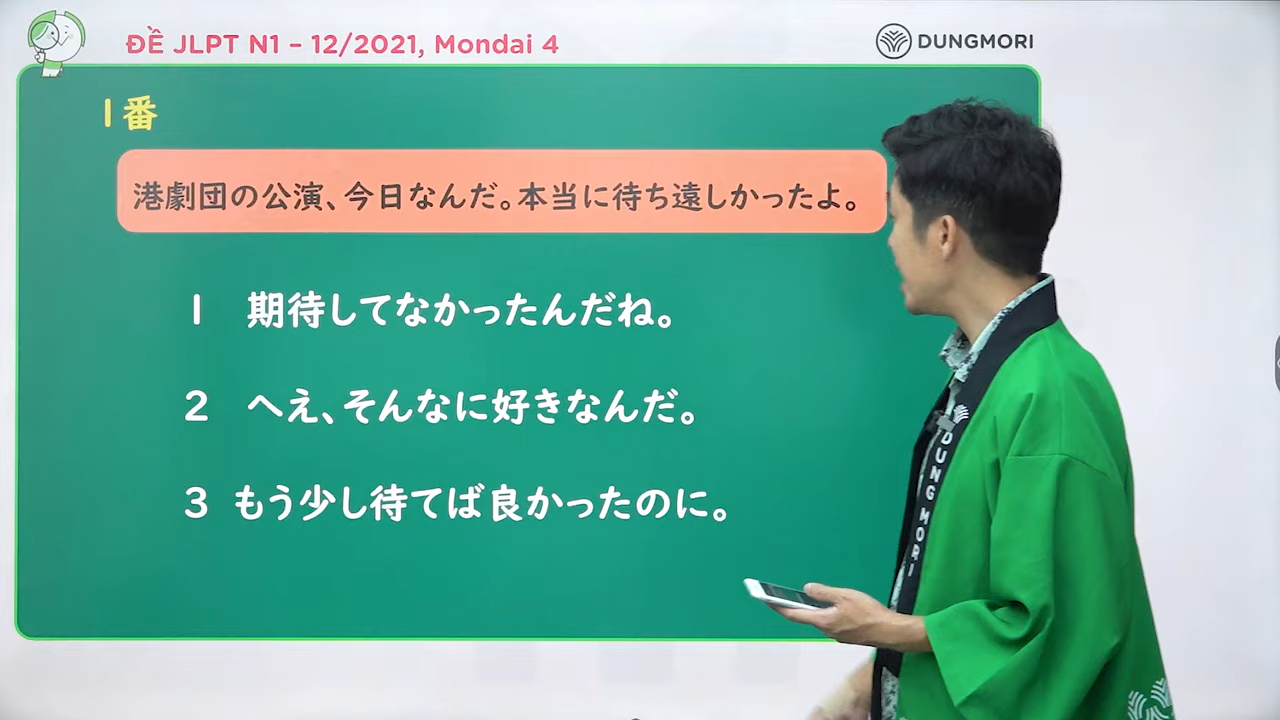 ĐỀ JLPT N1 – 12/2021, Mondai 4
DUNGMORI
1番
港劇団の公演、今日なんだ。本当に待ち遠しかったよ。
1 期待してなかったんだね。
2 へえ、そんなに好きなんだ。
3 もう少し待てば良かったのに。
DUNG MORI